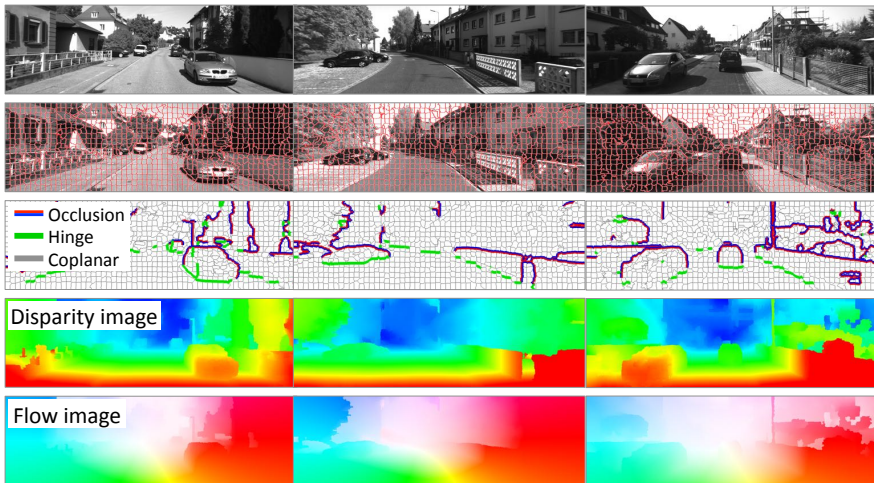 Occlusion
Hinge
Coplanar
Disparity image
Flow image